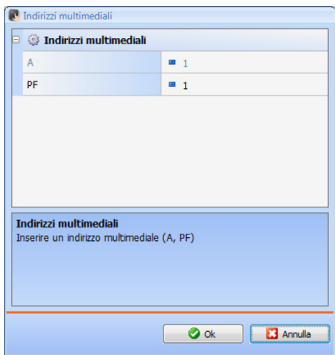 Indirizzi multimediali
Indirizzi multimediali
A 1
PF 1
Indirizzi multimediali
Inserire un indirizzo multimediale (A, PF)
Ok Annulla